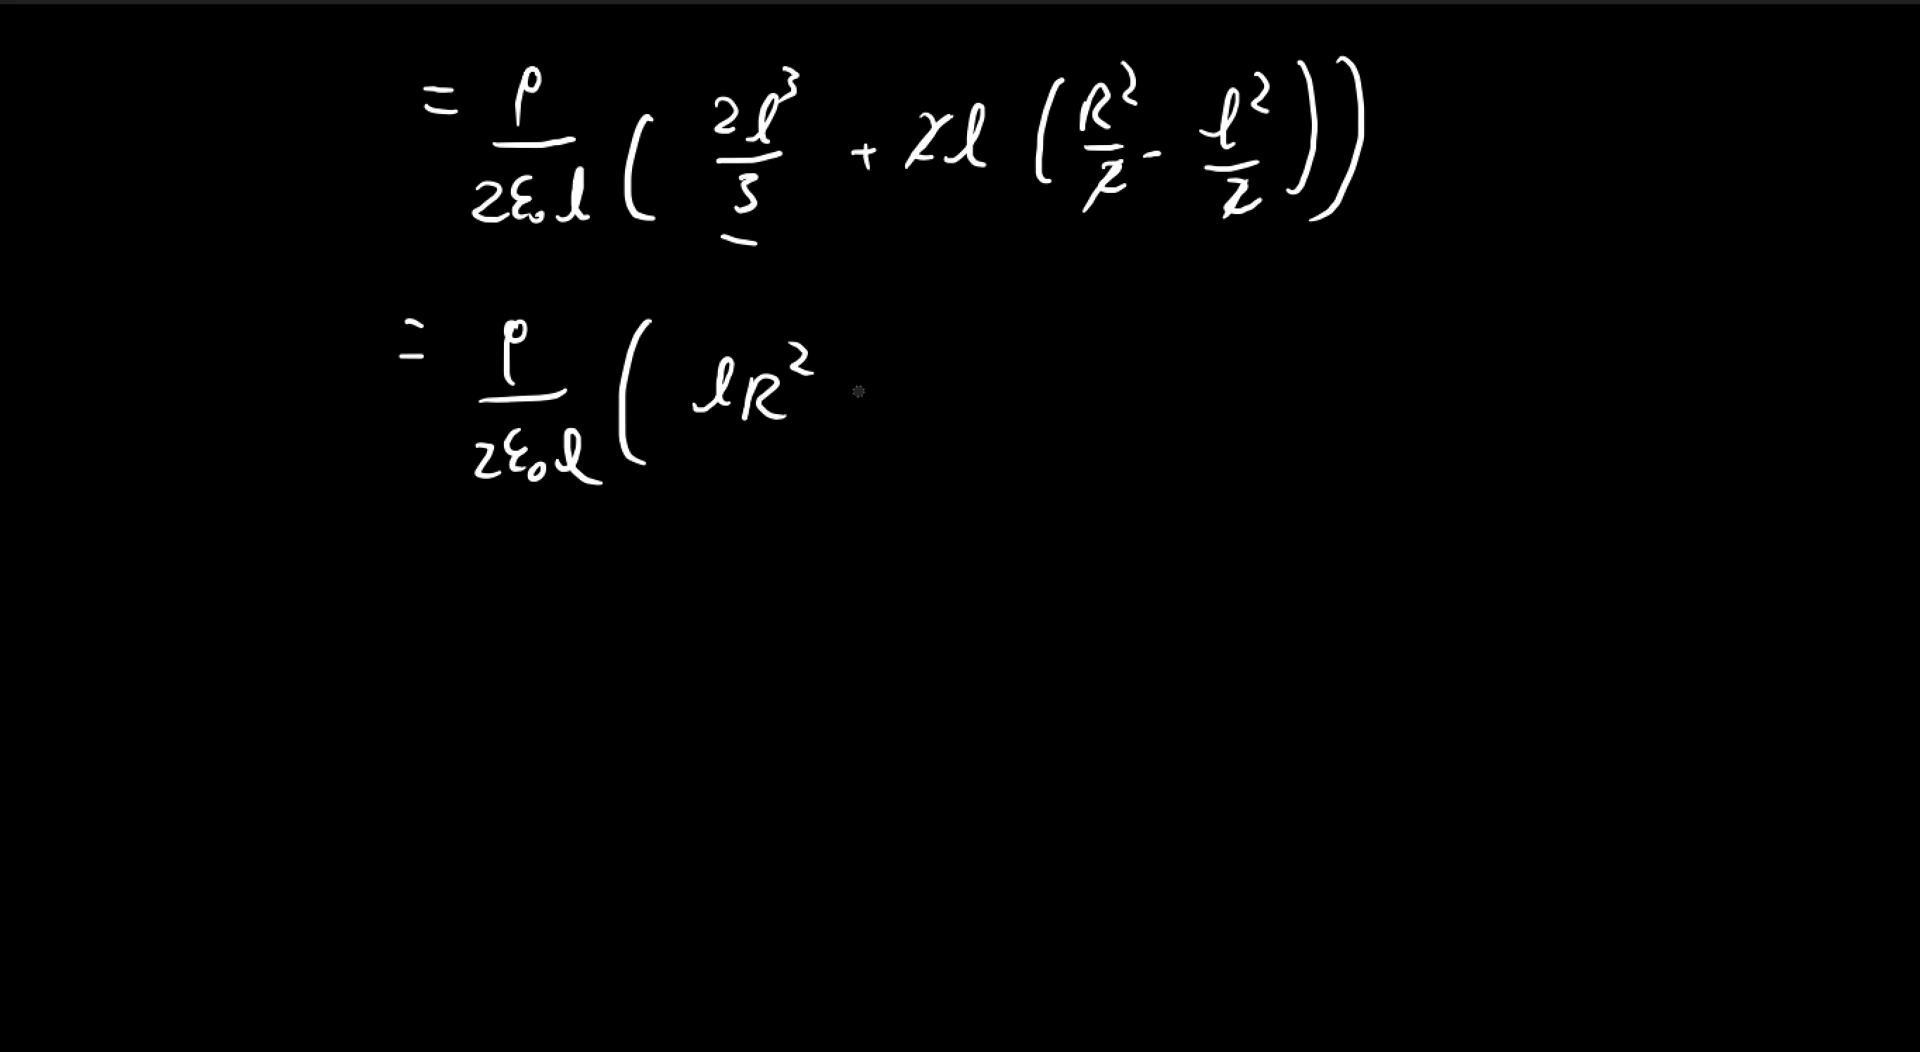 = ρ/(2ε₀l) ( 2l³/3 + 2l ( R²/2 - l²/2 ) )
= ρ/(2ε₀l) ( lR²